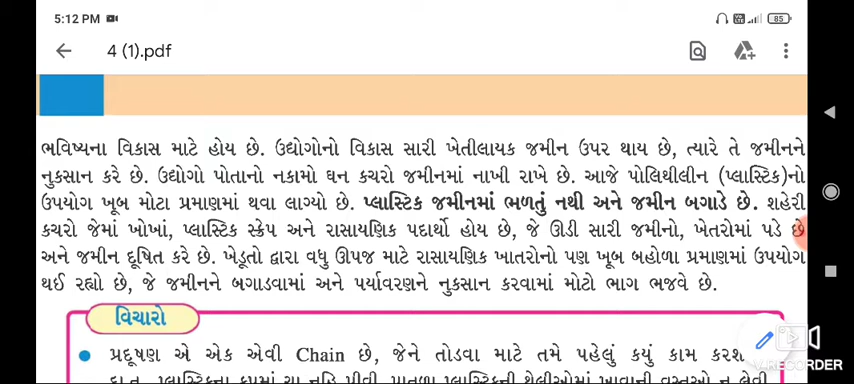 5:12 PM
85
4 (1).pdf
ભવિષ્યના વિકાસ માટે હોય છે. ઉદ્યોગોનો વિકાસ સારી ખેતીલાયક જમીન ઉપર થાય છે, ત્યારે તે જમીનને
નુકસાન કરે છે. ઉદ્યોગો પોતાનો નકામો ઘન કચરો જમીનમાં નાખી રાખે છે. આજે પોલિથીલીન (પ્લાસ્ટિક)નો
ઉપયોગ ખૂબ મોટા પ્રમાણમાં થવા લાગ્યો છે. પ્લાસ્ટિક જમીનમાં ભળતું નથી અને જમીન બગાડે છે. શહેરી
કચરો જેમાં ખોખાં, પ્લાસ્ટિક સ્ક્રેપ અને રાસાયણિક પદાર્થો હોય છે, જે ઊડી સારી જમીનો, ખેતરોમાં પડે છે
અને જમીન દૂષિત કરે છે. ખેડૂતો દ્વારા વધુ ઊપજ માટે રાસાયણિક ખાતરોનો પણ ખૂબ બહોળા પ્રમાણમાં ઉપયોગ
થઈ રહ્યો છે, જે જમીનને બગાડવામાં અને પર્યાવરણને નુકસાન કરવામાં મોટો ભાગ ભજવે છે.
વિચારો
પ્રદૂષણ એ એક એવી Chain છે, જેને તોડવા માટે તમે પહેલું કયું કામ
V-RECORDER